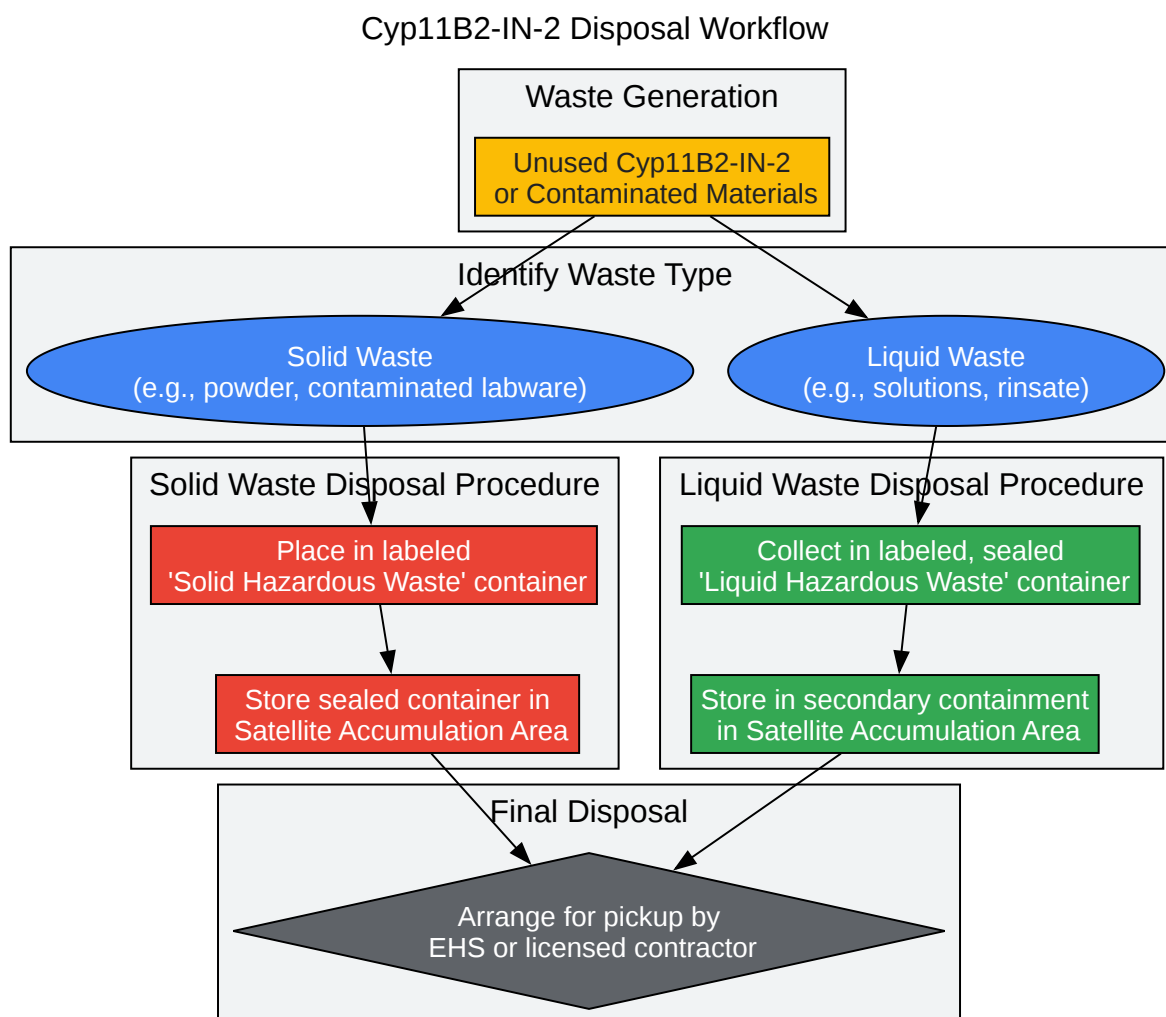 Cyp11B2-IN-2 Disposal Workflow
Waste Generation
Unused Cyp11B2-IN-2
or Contaminated Materials
Identify Waste Type
Solid Waste
(e.g., powder, contaminated labware)
Liquid Waste
(e.g., solutions, rinsate)
Solid Waste Disposal Procedure
Place in labeled
'Solid Hazardous Waste' container
Store sealed container in
Satellite Accumulation Area
Liquid Waste Disposal Procedure
Collect in labeled, sealed
'Liquid Hazardous Waste' container
Store in secondary containment
in Satellite Accumulation Area
Final Disposal
Arrange for pickup by
EHS or licensed contractor